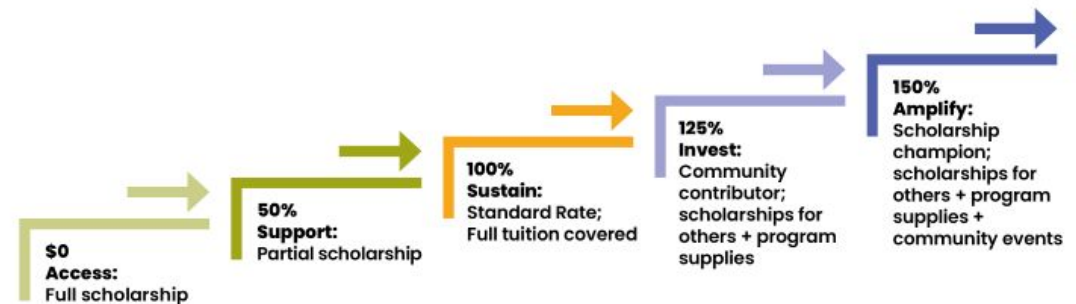 $0
Access:
Full scholarship
50%
Support:
Partial scholarship
100%
Sustain:
Standard Rate;
Full tuition covered
125%
Invest:
Community
contributor;
scholarships for
others + program
supplies
150%
Amplify:
Scholarship
champion;
scholarships for
others + program
supplies +
community events